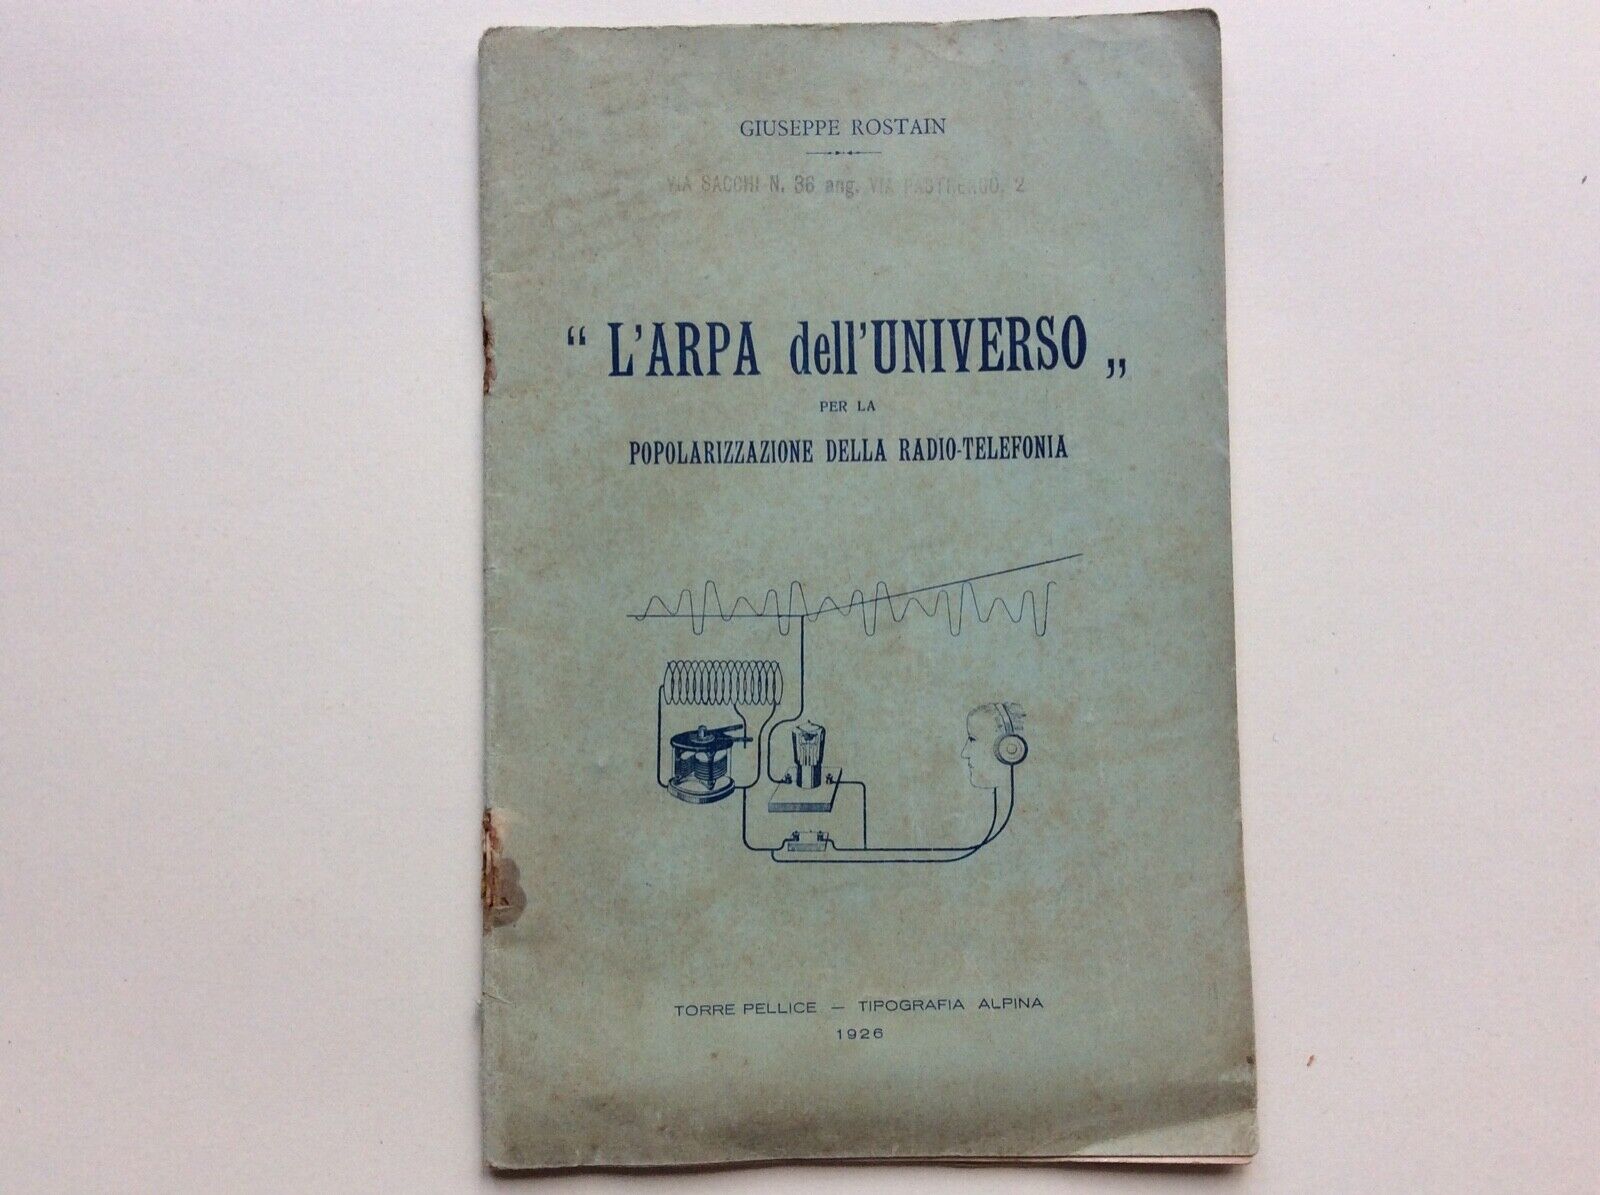 GIUSEPPE ROSTAIN
VIA SACCHI N. 36 ang. VIA PASTRENGO, 2
“ L'ARPA dell'UNIVERSO „
PER LA
POPOLARIZZAZIONE DELLA RADIO-TELEFONIA
TORRE PELLICE — TIPOGRAFIA ALPINA
1926